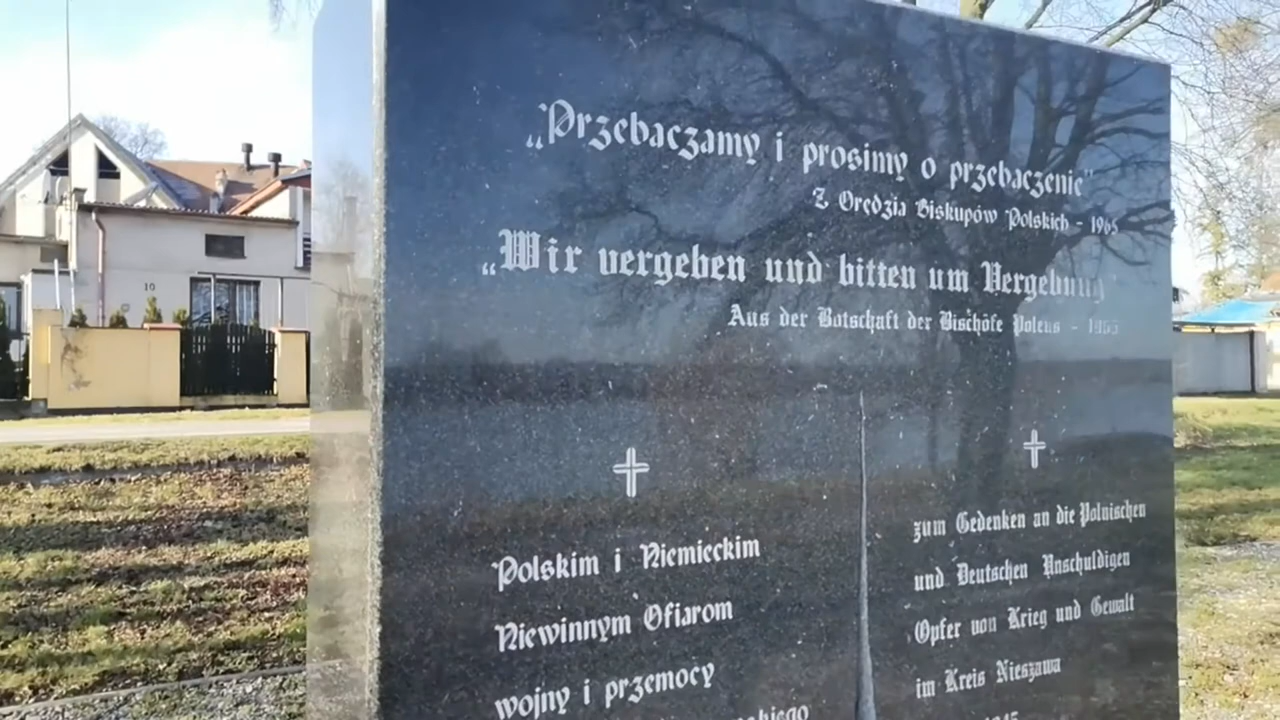 „Przebaczamy i prosimy o przebaczenie"
Z Orędzia Biskupów Polskich - 1965
„Wir vergeben und bitten um Vergebung
Aus der Botschaft der Bischöfe Polens - 1965
Polskim i Niemieckim
Niewinnym Ofiarom
wojny i przemocy
zum Gedenken an die Polnischen
und Deutschen Unschuldigen
Opfer von Krieg und Gewalt
im Kreis Nieszawa
10